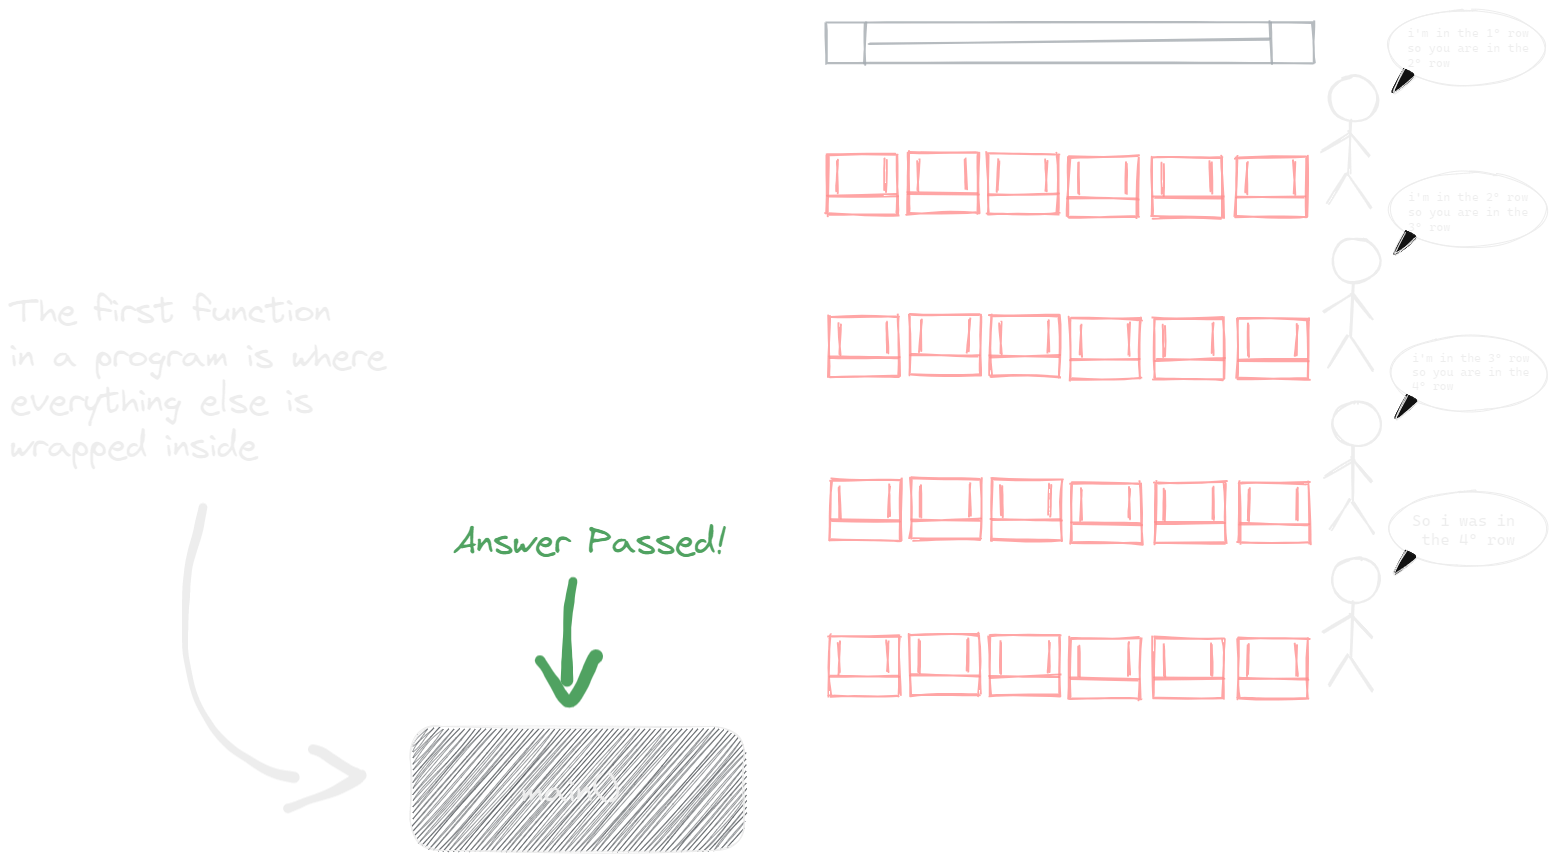 The first function
in a program is where
everything else is
wrapped inside
Answer Passed!
main()
i'm in the 1° row
so you are in the
2° row
i'm in the 2° row
so you are in the
3° row
i'm in the 3° row
so you are in the
4° row
So i was in
the 4° row